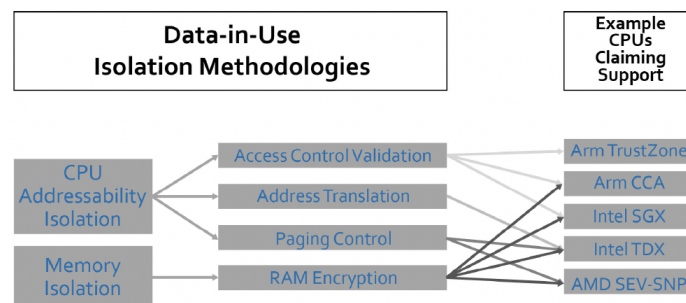 Data-in-Use
Isolation Methodologies
Example
CPUs
Claiming
Support
CPU
Addressability
Isolation
Memory
Isolation
Access Control Validation
Address Translation
Paging Control
RAM Encryption
Arm TrustZone
Arm CCA
Intel SGX
Intel TDX
AMD SEV-SNP